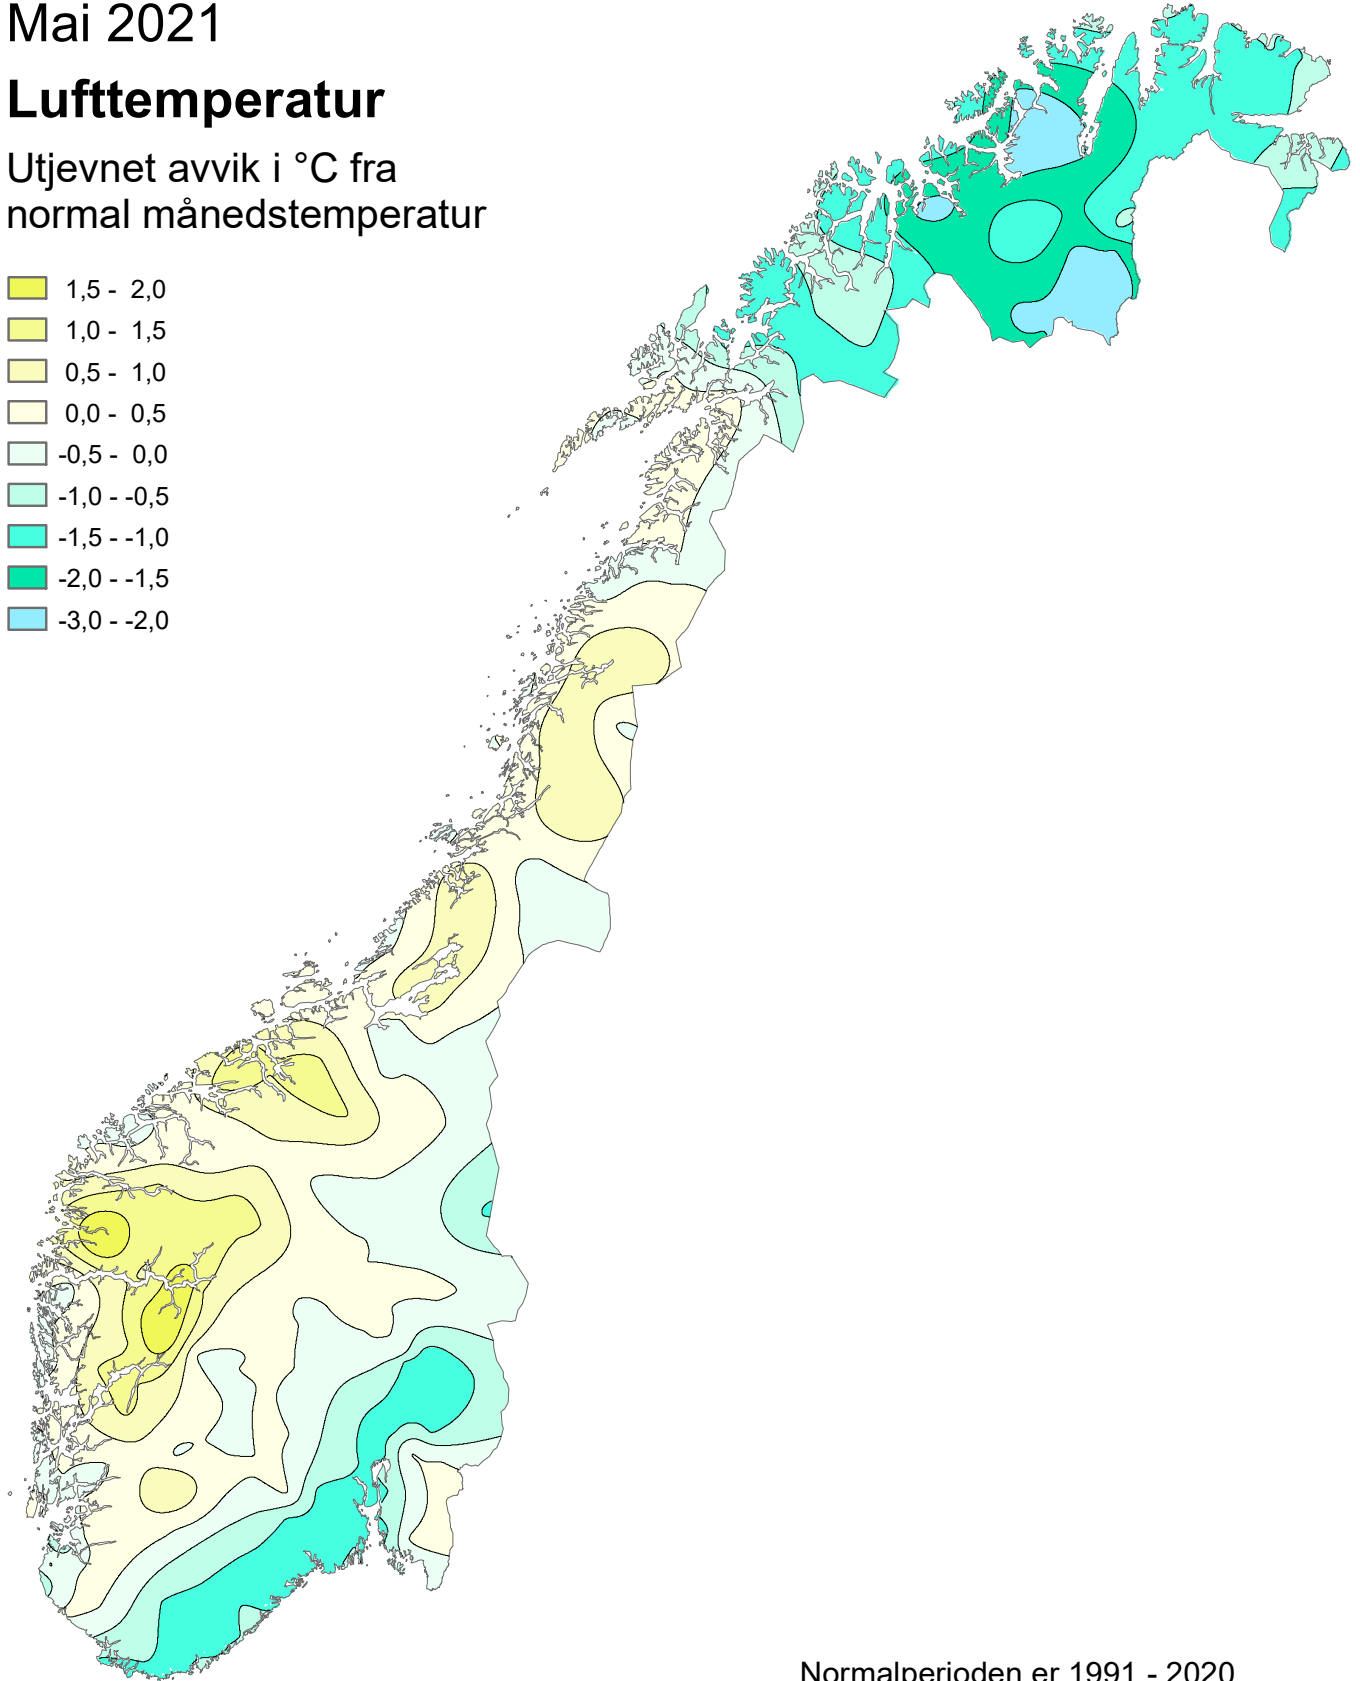 Mai 2021
Lufttemperatur
Utjevnet avvik i °C fra
normal månedstemperatur
1,5 - 2,0
1,0 - 1,5
0,5 - 1,0
0,0 - 0,5
-0,5 - 0,0
-1,0 - -0,5
-1,5 - -1,0
-2,0 - -1,5
-3,0 - -2,0
Normalperioden er 1991 - 2020